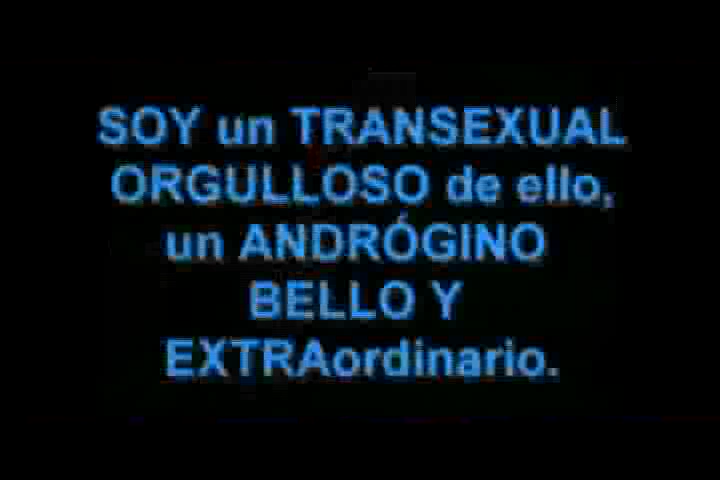 SOY un TRANSEXUAL
ORGULLOSO de ello,
un ANDRÓGINO
BELLO Y
EXTRAordinario.